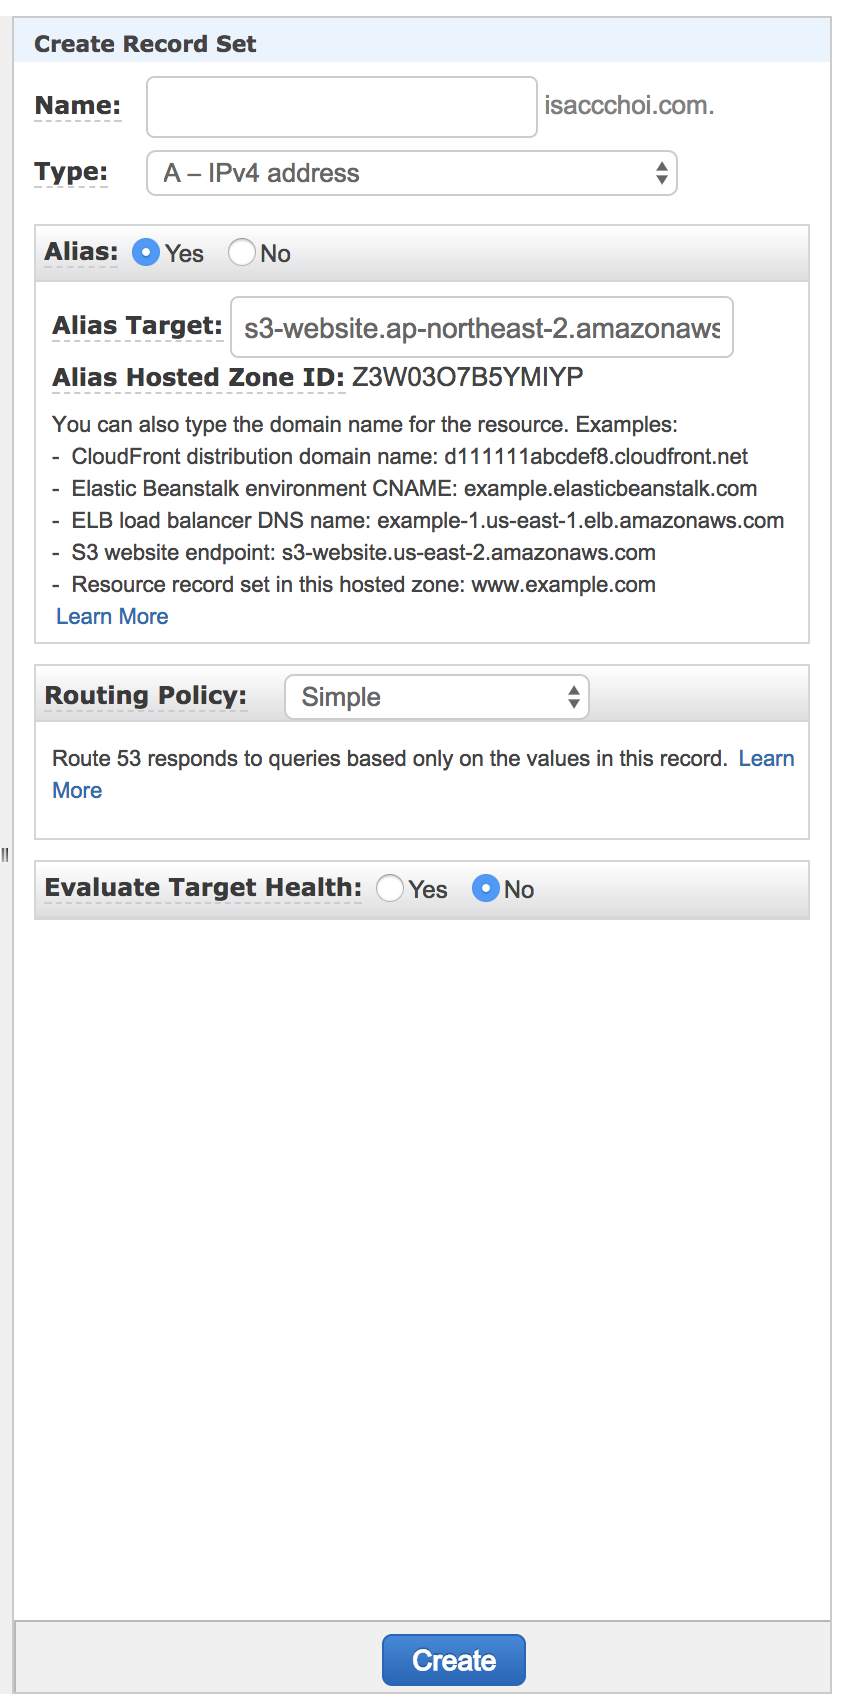 Create Record Set
Name: isaccchoi.com.
Type: A – IPv4 address
Alias: Yes No
Alias Target: s3-website.ap-northeast-2.amazonaws
Alias Hosted Zone ID: Z3W03O7B5YMIYP
You can also type the domain name for the resource. Examples:
- CloudFront distribution domain name: d111111abcdef8.cloudfront.net
- Elastic Beanstalk environment CNAME: example.elasticbeanstalk.com
- ELB load balancer DNS name: example-1.us-east-1.elb.amazonaws.com
- S3 website endpoint: s3-website.us-east-2.amazonaws.com
- Resource record set in this hosted zone: www.example.com
Learn More
Routing Policy: Simple
Route 53 responds to queries based only on the values in this record. Learn
More
Evaluate Target Health: Yes No
Create